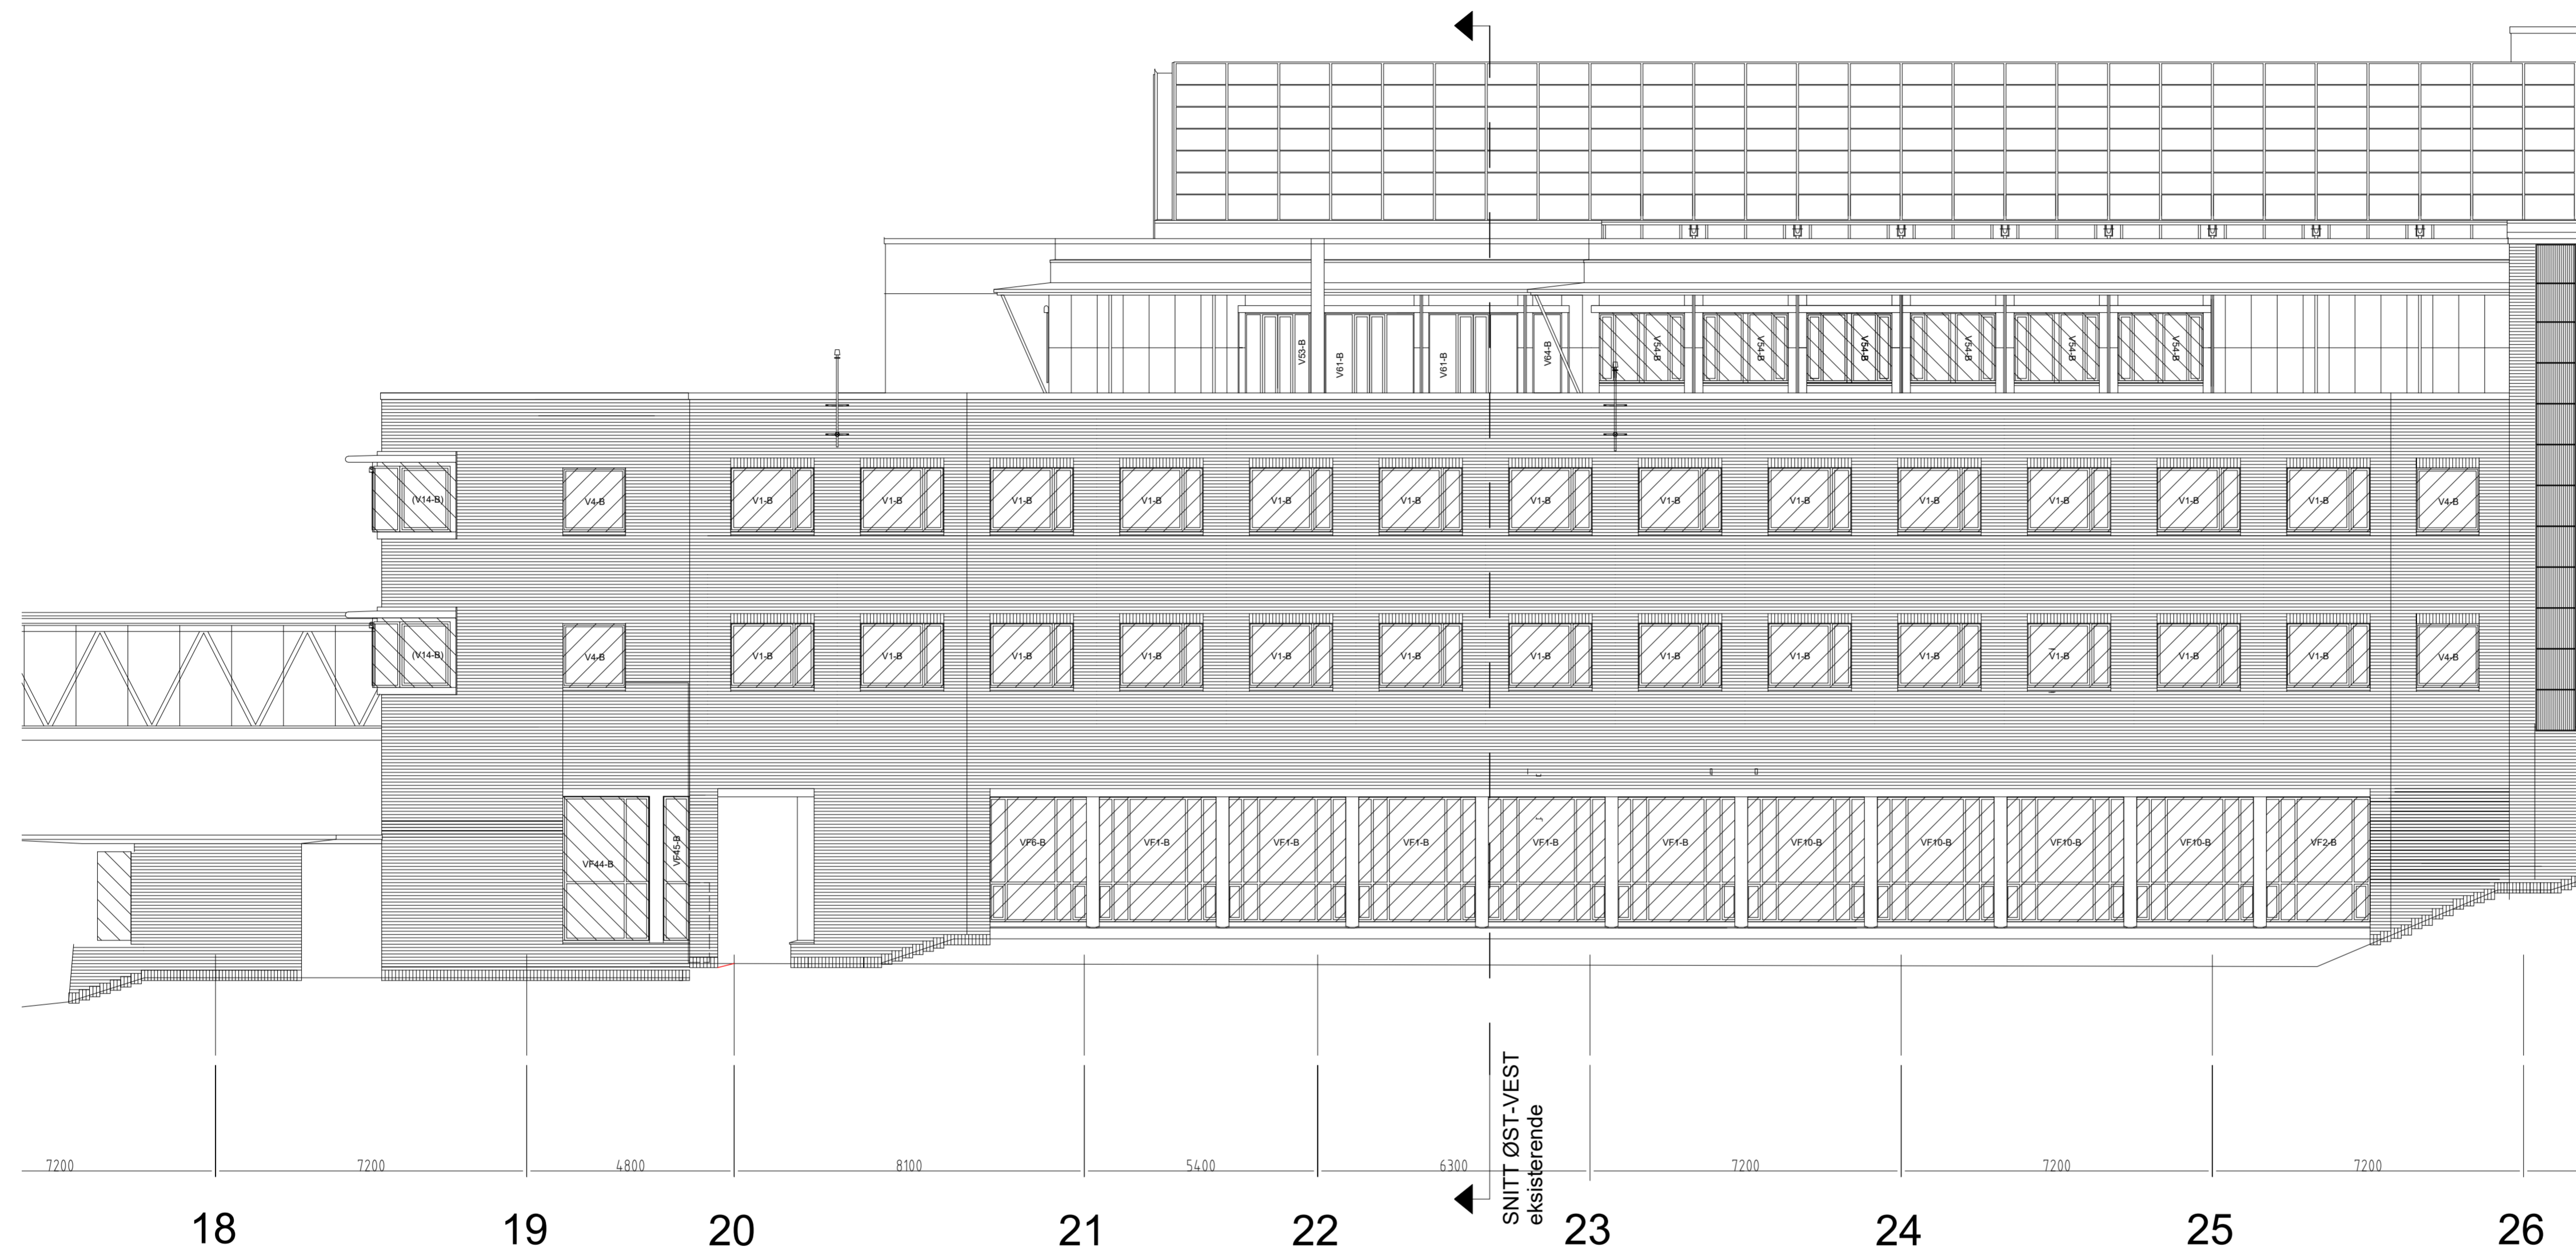 V53-B
V61-B
V61-B
V64-B
V54-B
V54-B
V54-B
V54-B
V54-B
V54-B
(V14-B) V4-B V1-B V1-B V1-B V1-B V1-B V1-B V1-B V1-B V1-B V1-B V1-B V1-B V1-B V4-B
(V14-B) V4-B V1-B V1-B V1-B V1-B V1-B V1-B V1-B V1-B V1-B V1-B V1-B V1-B V1-B V4-B
VF44-B
VF45-B
VF6-B VF1-B VF1-B VF1-B VF1-B VF1-B VF10-B VF10-B VF10-B VF10-B VF2-B
SNITT ØST-VEST
eksisterende
7200 7200 4800 8100 5400 6300 7200 7200 7200
18 19 20 21 22 23 24 25 26